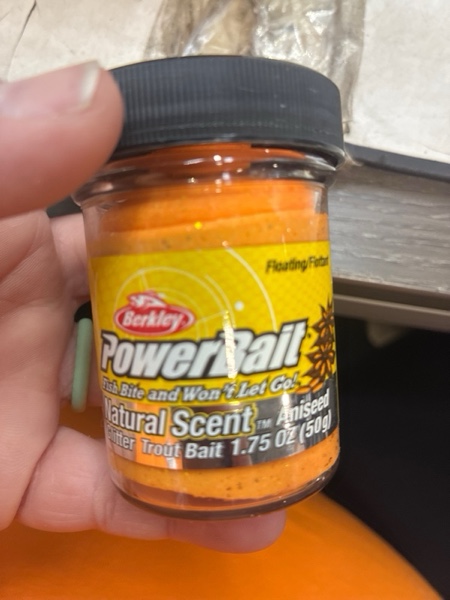 Floating/Flottant
Berkley
PowerBait
Fish Bite and Won't Let Go!
Natural Scent™ Aniseed
Glitter Trout Bait 1.75 OZ (50g)